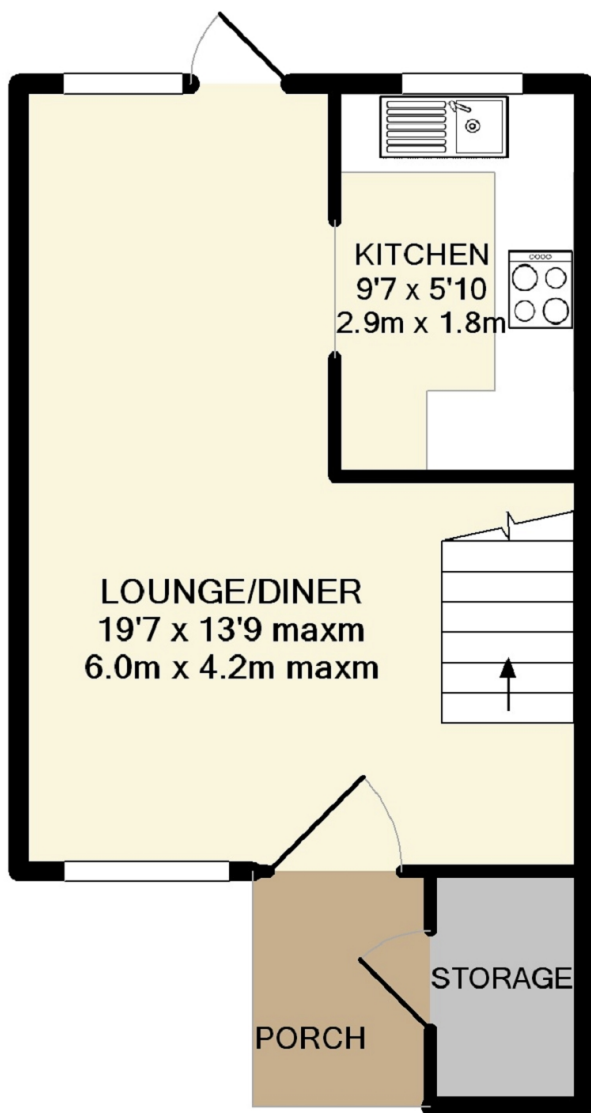 KITCHEN
9'7 x 5'10
2.9m x 1.8m
LOUNGE/DINER
19'7 x 13'9 maxm
6.0m x 4.2m maxm
STORAGE
PORCH